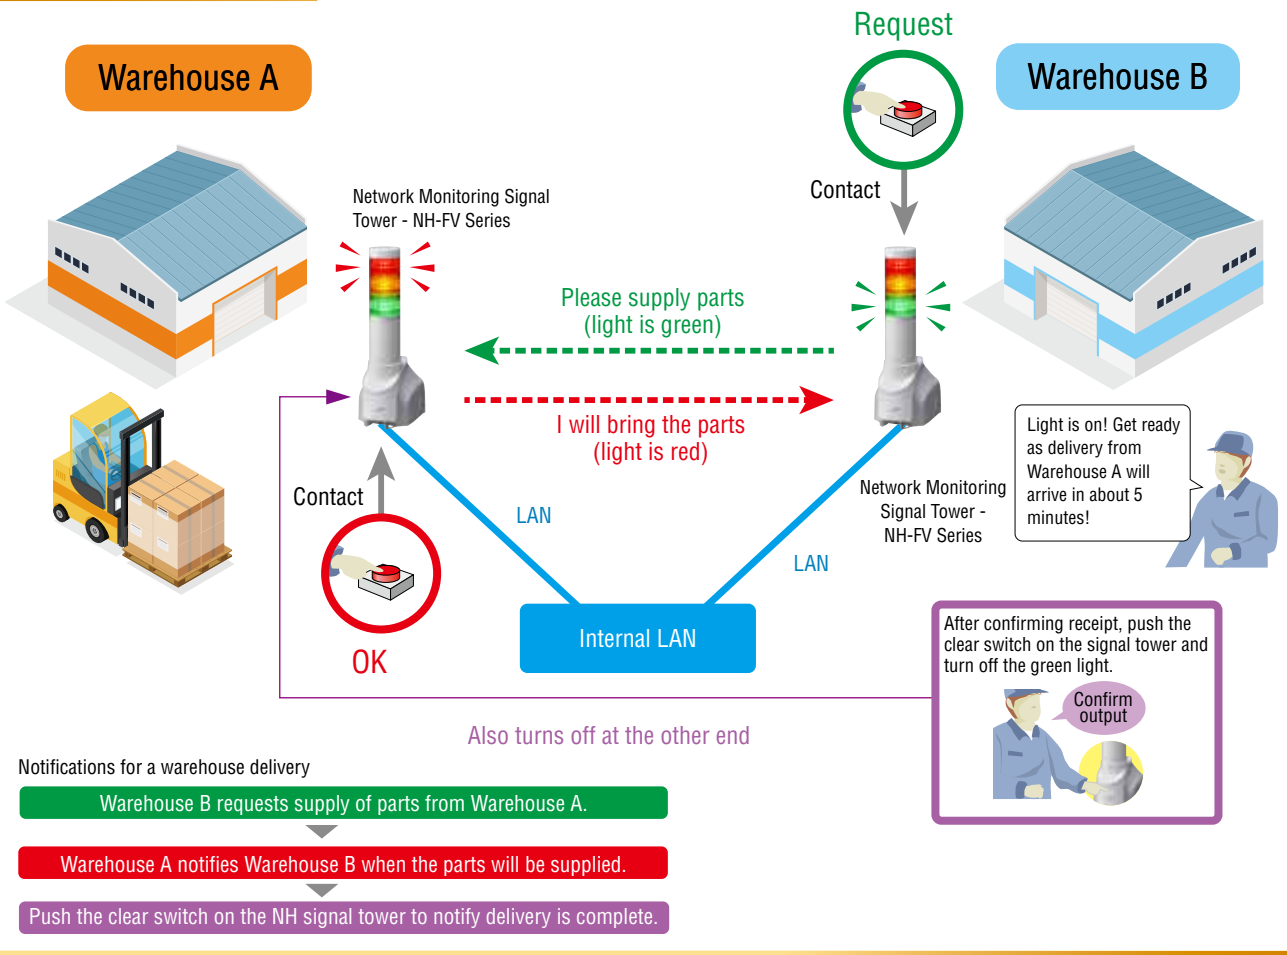 Request
Warehouse A
Warehouse B
Contact
Network Monitoring Signal
Tower - NH-FV Series
Please supply parts
(light is green)
I will bring the parts
(light is red)
Light is on! Get ready
as delivery from
Warehouse A will
arrive in about 5
minutes!
Contact
LAN
Network Monitoring
Signal Tower -
NH-FV Series
LAN
Internal LAN
OK
After confirming receipt, push the
clear switch on the signal tower and
turn off the green light.
Confirm
output
Also turns off at the other end
Notifications for a warehouse delivery
Warehouse B requests supply of parts from Warehouse A.
Warehouse A notifies Warehouse B when the parts will be supplied.
Push the clear switch on the NH signal tower to notify delivery is complete.